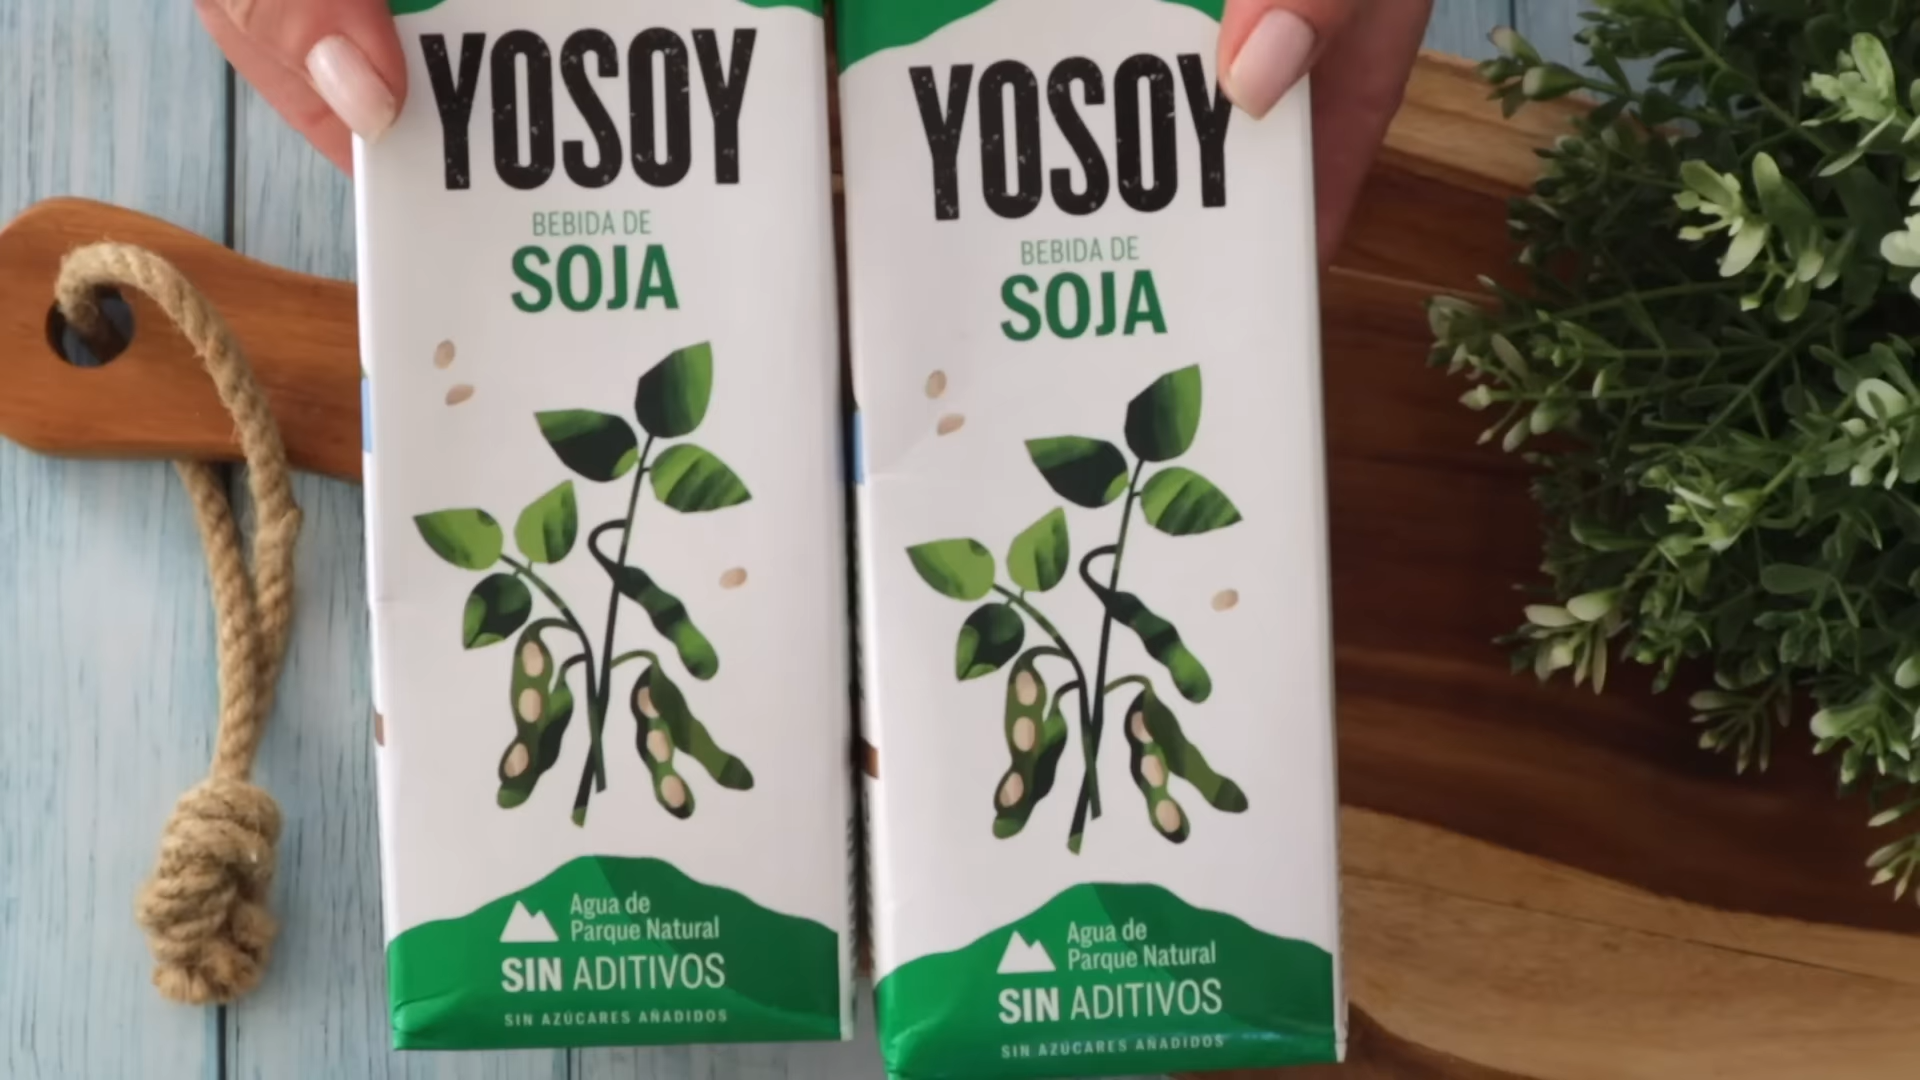 YOSOY
BEBIDA DE
SOJA
Agua de
Parque Natural
SIN ADITIVOS
SIN AZÚCARES AÑADIDOS
YOSOY
BEBIDA DE
SOJA
Agua de
Parque Natural
SIN ADITIVOS
SIN AZÚCARES AÑADIDOS